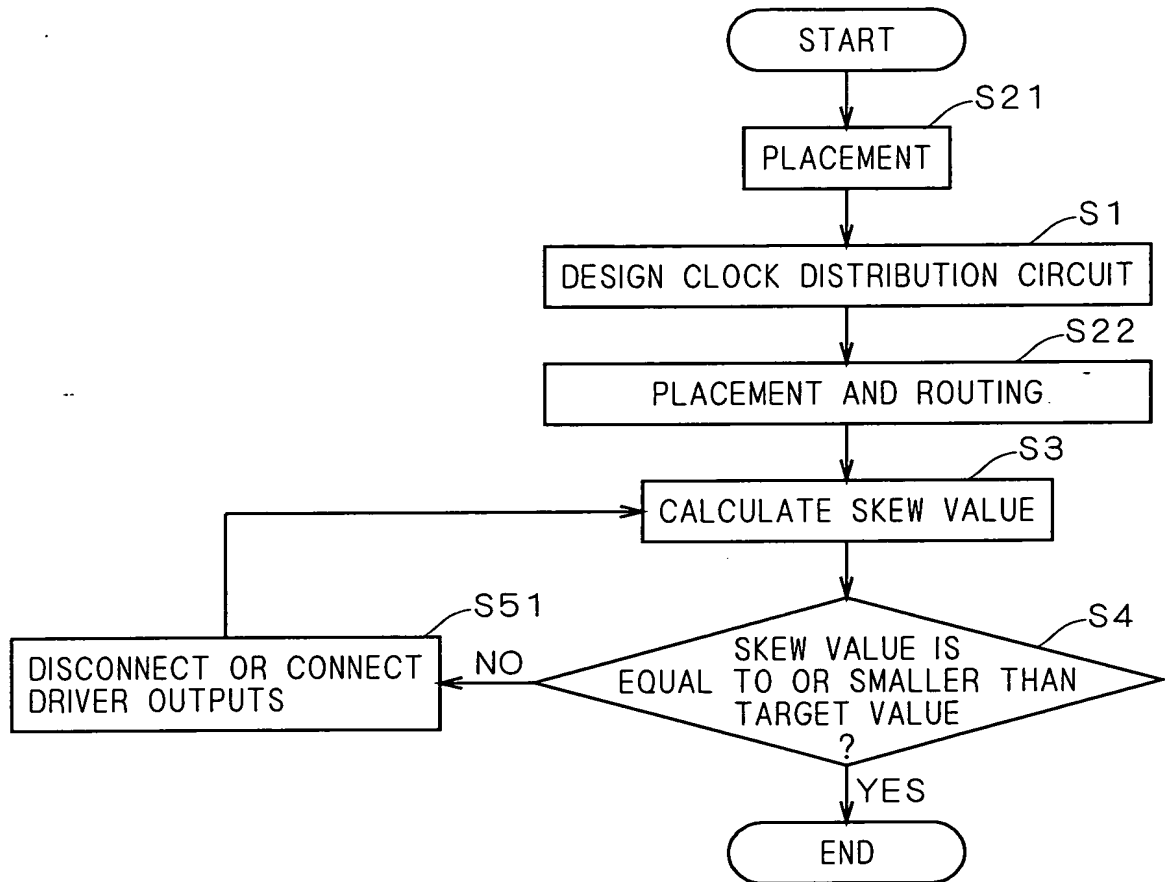 START
S21
PLACEMENT
S1
DESIGN CLOCK DISTRIBUTION CIRCUIT
S22
PLACEMENT AND ROUTING
S3
CALCULATE SKEW VALUE
S51
DISCONNECT OR CONNECT
DRIVER OUTPUTS
NO
S4
SKEW VALUE IS
EQUAL TO OR SMALLER THAN
TARGET VALUE
?
YES
END